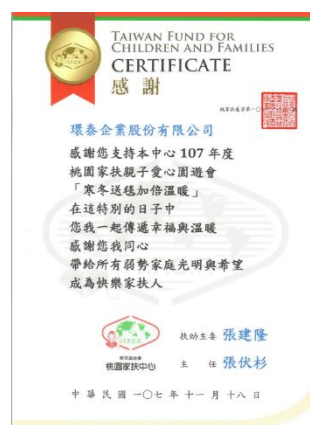 TAIWAN FUND FOR
CHILDREN AND FAMILIES
CERTIFICATE
感謝
環泰企業股份有限公司
感謝您支持本中心 107 年度
桃園家扶親子愛心園遊會
「寒冬送毯加倍溫暖」
在這特別的日子中
您我一起傳遞幸福與溫暖
感謝您我同心
帶給所有弱勢家庭光明與希望
成為快樂家扶人
扶幼主委 張建隆
桃園家扶中心
主 任 張伏杉
中華民國一〇七年十一月十八日